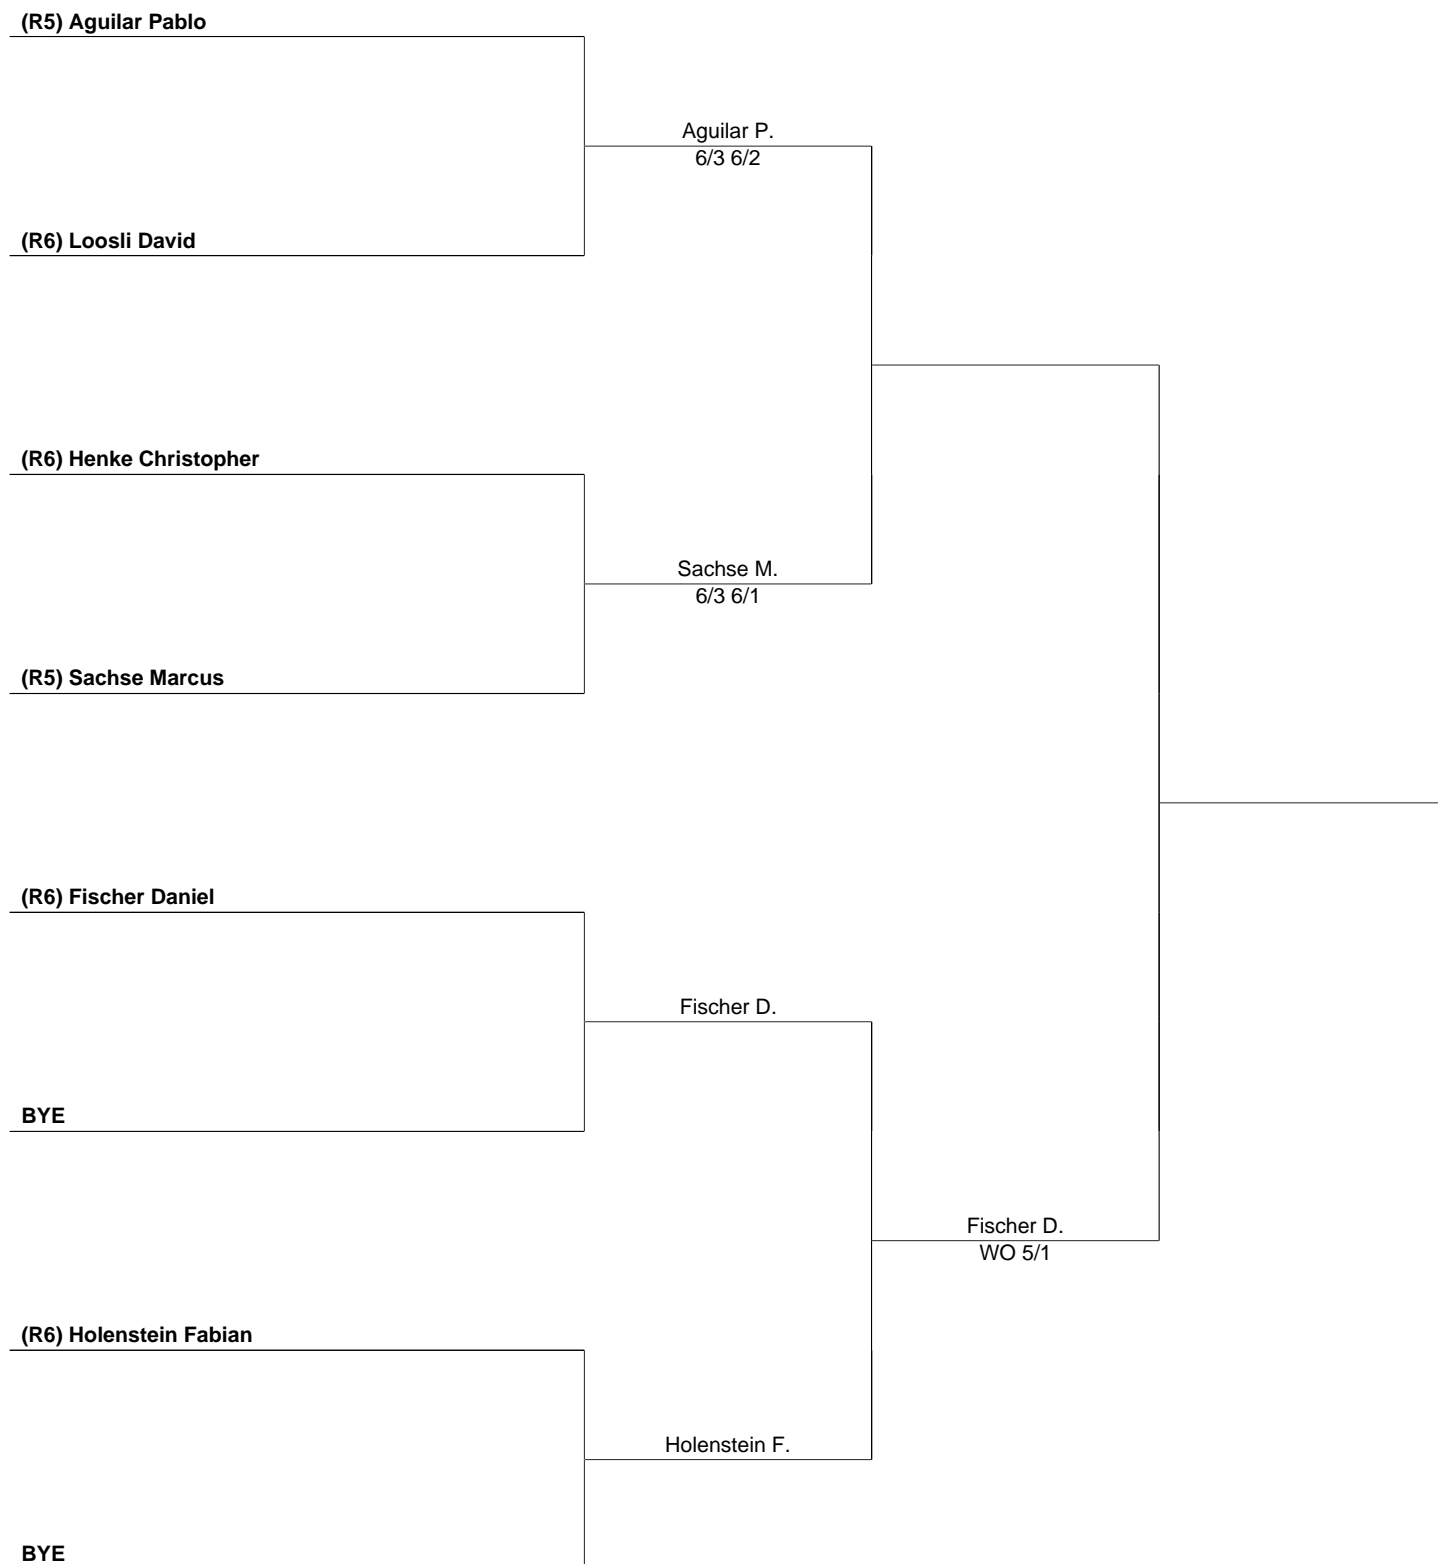 (R5) Aguilar Pablo
Aguilar P.
6/3 6/2
(R6) Loosli David
(R6) Henke Christopher
Sachse M.
6/3 6/1
(R5) Sachse Marcus
(R6) Fischer Daniel
Fischer D.
BYE
Fischer D.
WO 5/1
(R6) Holenstein Fabian
Holenstein F.
BYE